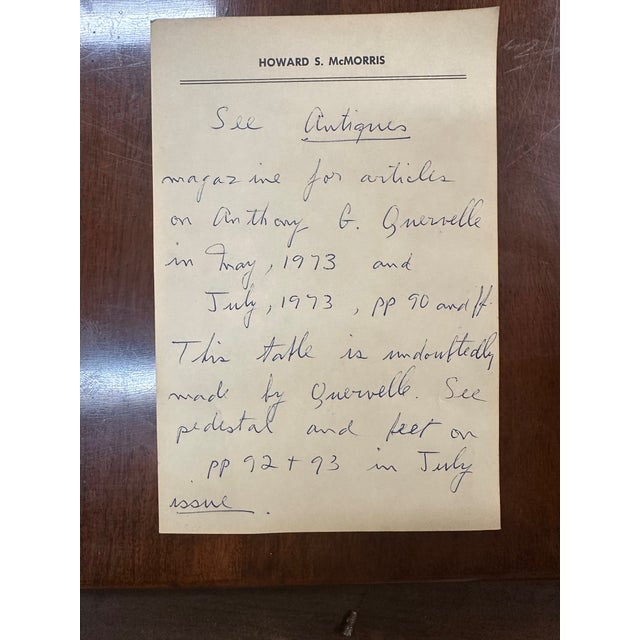 HOWARD S. McMORRIS
See Antiques
magazine for articles
on Anthony G. Quervelle
in May, 1973 and
July, 1973, pp 90 and ff.
This table is undoubtedly
made by Quervelle. See
pedestal and feet on
pp 92 + 93 in July
issue.